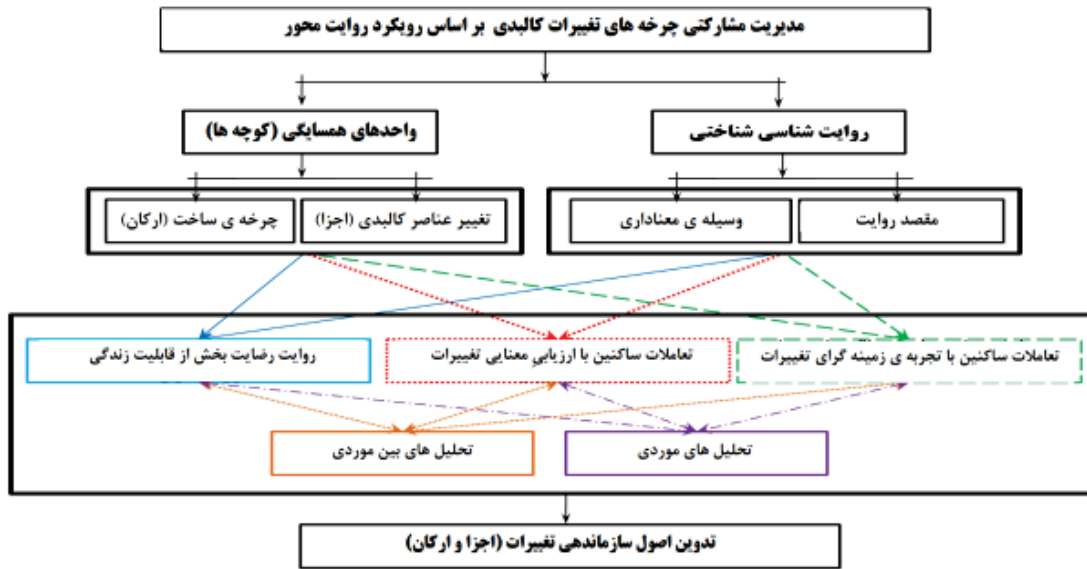 مدیریت مشارکتی چرخه های تغییرات کالبدی بر اساس رویکرد روایت محور
روایت شناسی شناختی
واحدهای همسایگی (کوچه ها)
مقصد روایت
وسیله ی معناداری
تغییر عناصر کالبدی (اجزا)
چرخه ی ساخت (ارکان)
تعاملات ساکنین با تجربه ی زمینه گرای تغییرات
تعاملات ساکنین با ارزیابیِ معنایی تغییرات
روایت رضایت بخش از قابلیت زندگی
تحلیل های موردی
تحلیل های بین موردی
تدوین اصول سازماندهی تغییرات (اجزا و ارکان)